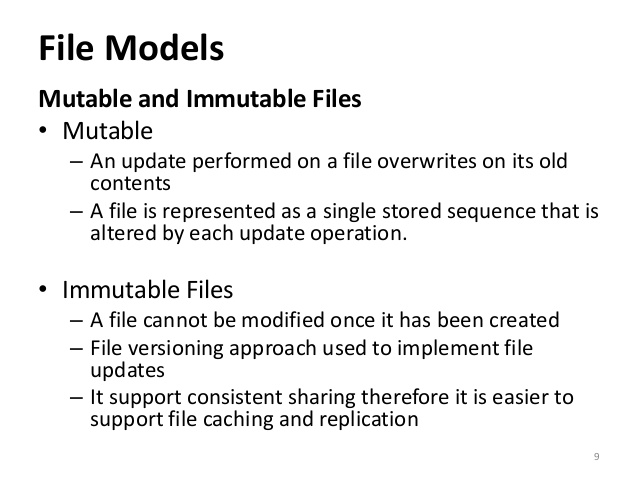 File Models
Mutable and Immutable Files
• Mutable
– An update performed on a file overwrites on its old
contents
– A file is represented as a single stored sequence that is
altered by each update operation.
• Immutable Files
– A file cannot be modified once it has been created
– File versioning approach used to implement file
updates
– It support consistent sharing therefore it is easier to
support file caching and replication
9